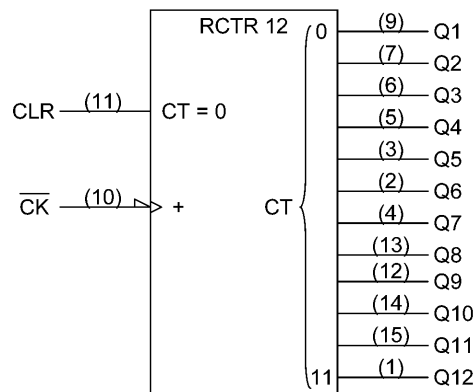 RCTR 12
0 (9) Q1
(7) Q2
(6) Q3
CLR (11) CT = 0
(5) Q4
(3) Q5
(2) Q6
CK (10) + CT
(4) Q7
(13) Q8
(12) Q9
(14) Q10
(15) Q11
11 (1) Q12